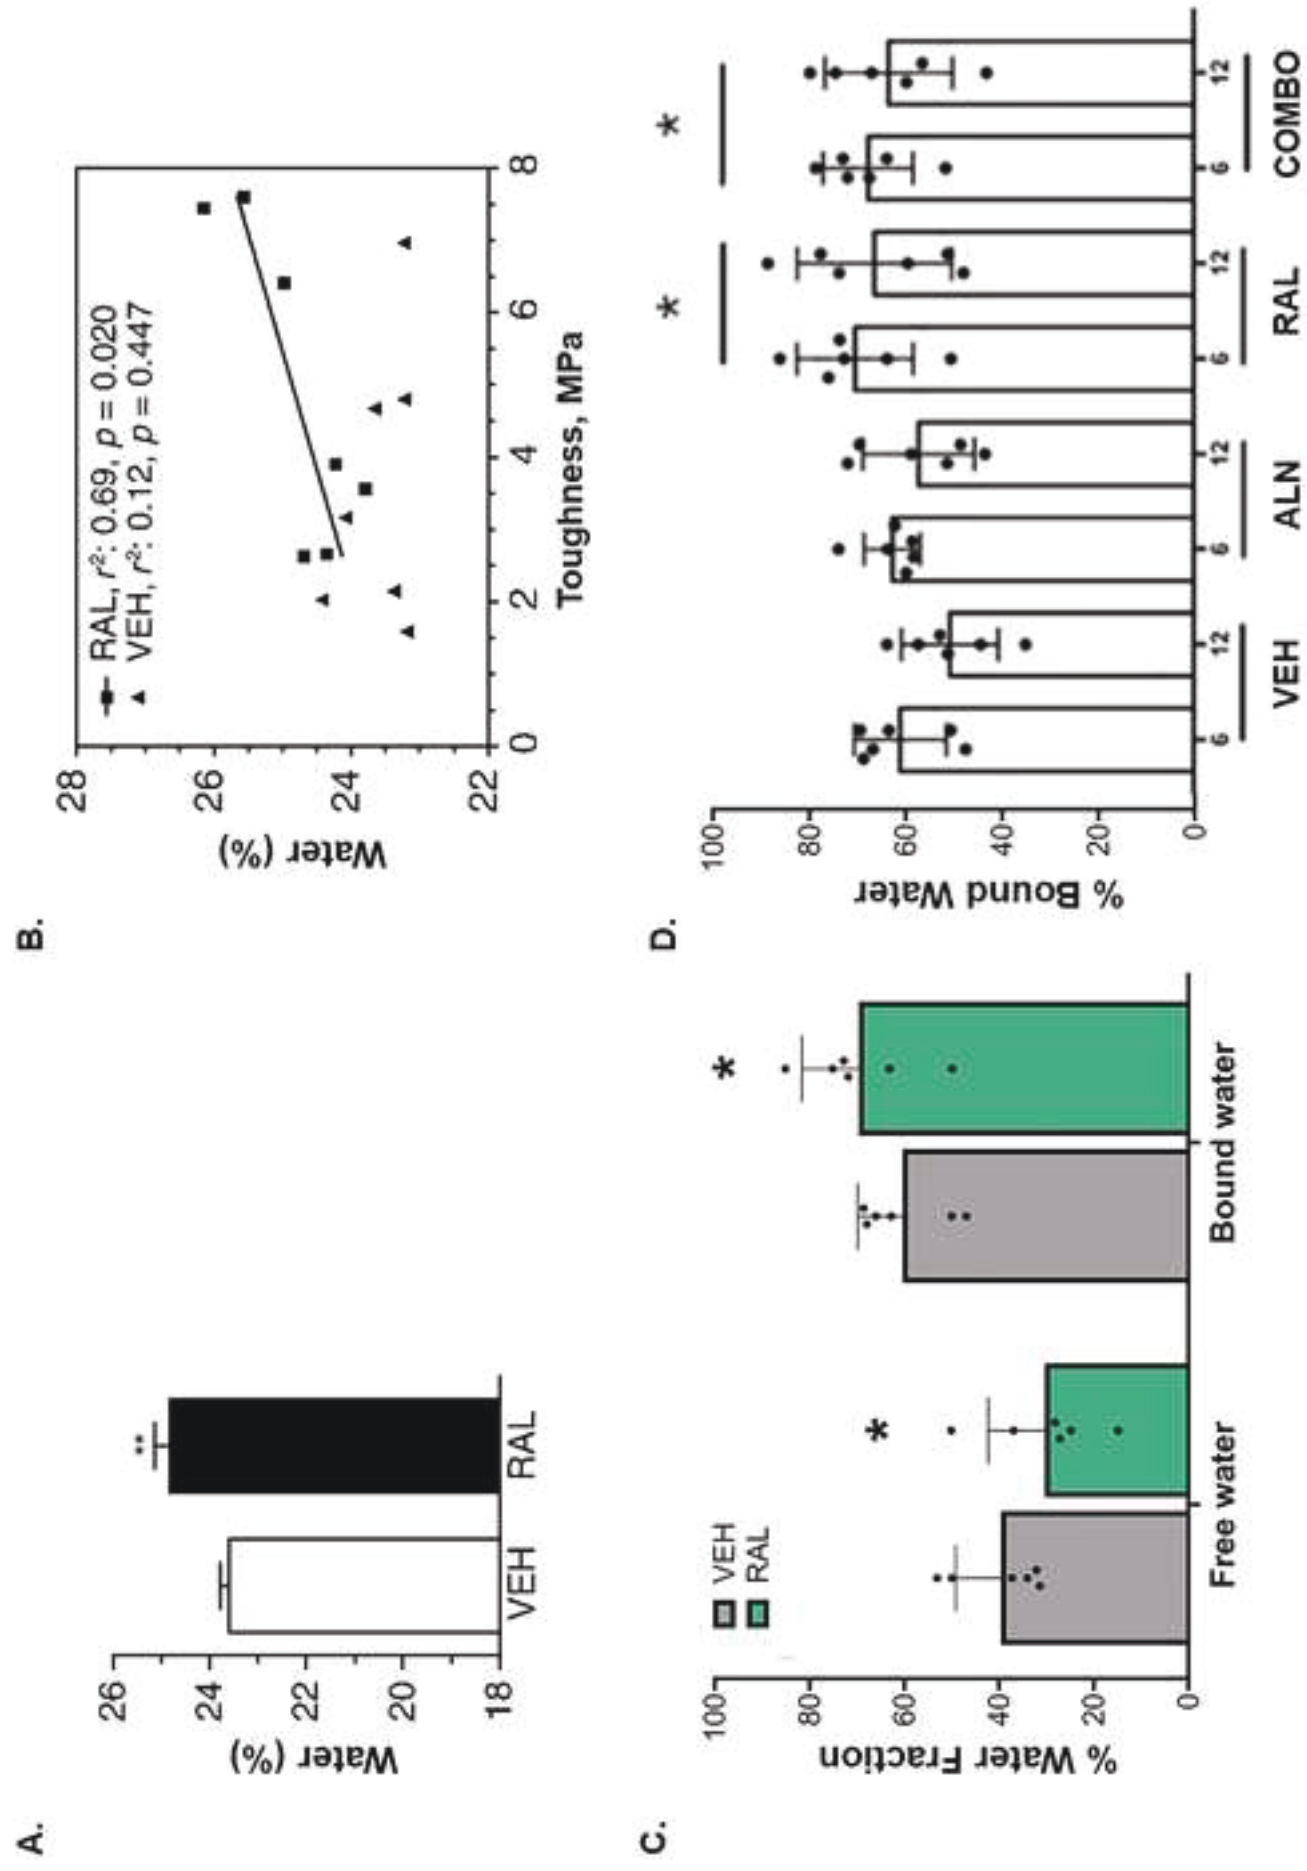 A.
Water (%)
26
24
22
20
18
**
VEH
RAL
B.
Water (%)
28
26
24
22
RAL, r²: 0.69, p = 0.020
VEH, r²: 0.12, p = 0.447
0
2
4
6
8
Toughness, MPa
C.
% Water Fraction
100
80
60
40
20
0
VEH
RAL
*
*
Free water
Bound water
D.
% Bound Water
100
80
60
40
20
0
*
*
6 12 6 12 6 12 6 12
VEH ALN RAL COMBO